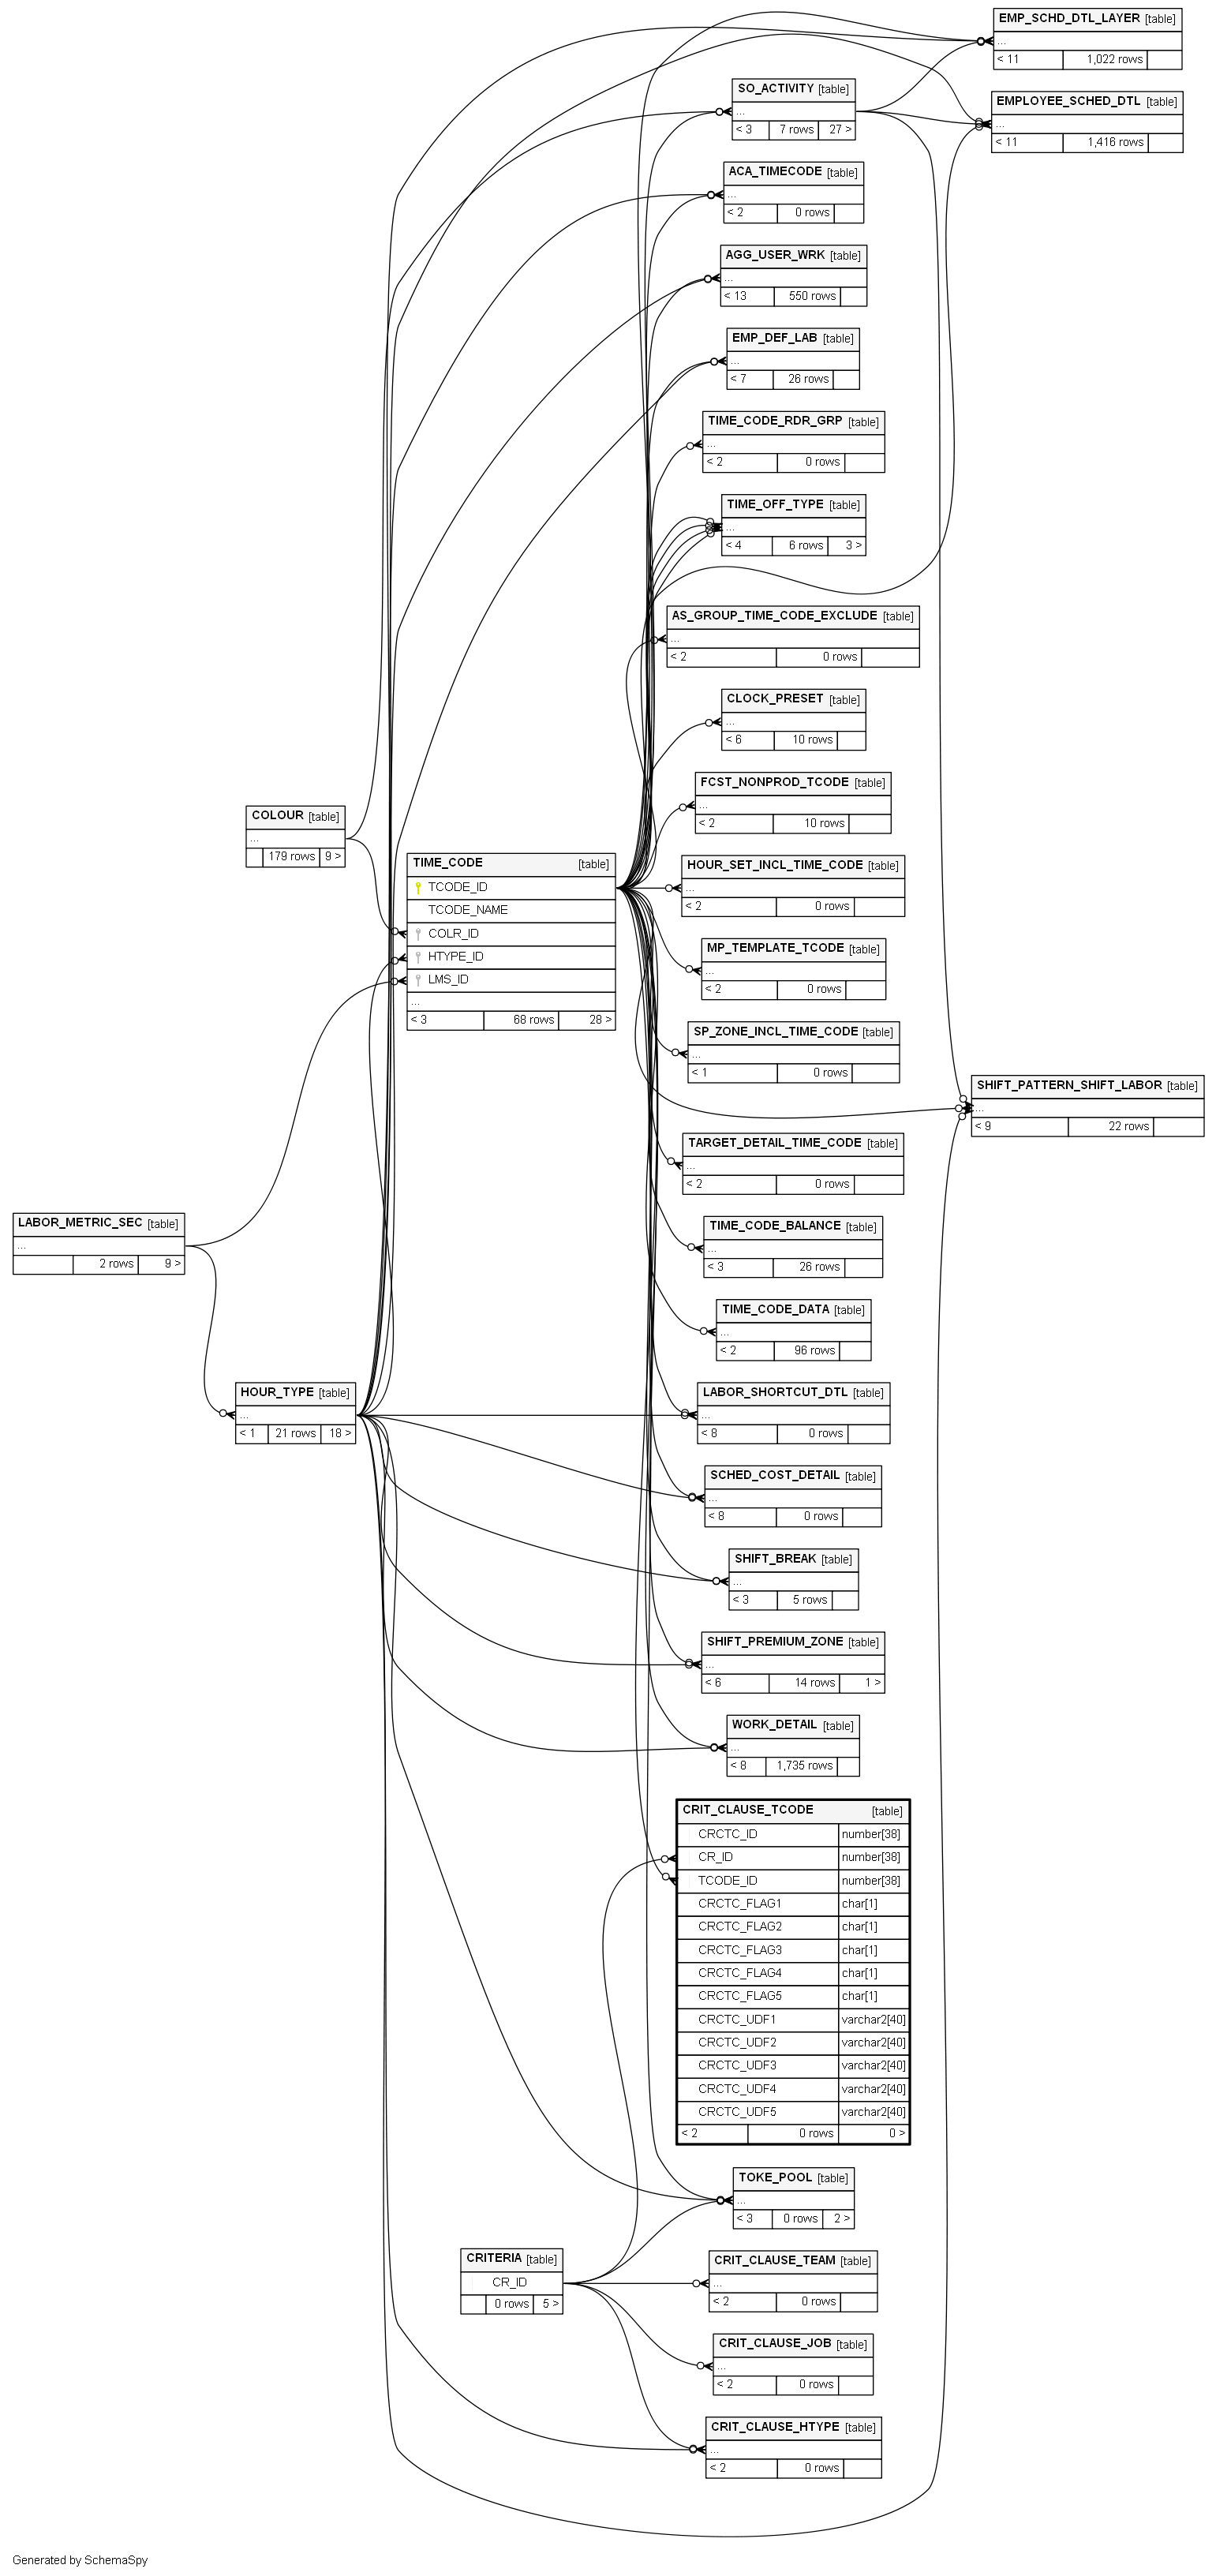 EMP_SCHD_DTL_LAYER [table]
...
< 11 1,022 rows
SO_ACTIVITY [table]
...
< 3 7 rows 27 >
EMPLOYEE_SCHED_DTL [table]
...
< 11 1,416 rows
ACA_TIMECODE [table]
...
< 2 0 rows
AGG_USER_WRK [table]
...
< 13 550 rows
EMP_DEF_LAB [table]
...
< 7 26 rows
TIME_CODE_RDR_GRP [table]
...
< 2 0 rows
TIME_OFF_TYPE [table]
...
< 4 6 rows 3 >
AS_GROUP_TIME_CODE_EXCLUDE [table]
...
< 2 0 rows
CLOCK_PRESET [table]
...
< 6 10 rows
FCST_NONPROD_TCODE [table]
...
< 2 10 rows
COLOUR [table]
...
179 rows 9 >
TIME_CODE [table]
TCODE_ID
TCODE_NAME
COLR_ID
HTYPE_ID
LMS_ID
...
< 3 68 rows 28 >
HOUR_SET_INCL_TIME_CODE [table]
...
< 2 0 rows
MP_TEMPLATE_TCODE [table]
...
< 2 0 rows
SP_ZONE_INCL_TIME_CODE [table]
...
< 1 0 rows
SHIFT_PATTERN_SHIFT_LABOR [table]
...
< 9 22 rows
TARGET_DETAIL_TIME_CODE [table]
...
< 2 0 rows
LABOR_METRIC_SEC [table]
...
2 rows 9 >
TIME_CODE_BALANCE [table]
...
< 3 26 rows
TIME_CODE_DATA [table]
...
< 2 96 rows
HOUR_TYPE [table]
...
< 1 21 rows 18 >
LABOR_SHORTCUT_DTL [table]
...
< 8 0 rows
SCHED_COST_DETAIL [table]
...
< 8 0 rows
SHIFT_BREAK [table]
...
< 3 5 rows
SHIFT_PREMIUM_ZONE [table]
...
< 6 14 rows 1 >
WORK_DETAIL [table]
...
< 8 1,735 rows
CRIT_CLAUSE_TCODE [table]
CRCTC_ID number[38]
CR_ID number[38]
TCODE_ID number[38]
CRCTC_FLAG1 char[1]
CRCTC_FLAG2 char[1]
CRCTC_FLAG3 char[1]
CRCTC_FLAG4 char[1]
CRCTC_FLAG5 char[1]
CRCTC_UDF1 varchar2[40]
CRCTC_UDF2 varchar2[40]
CRCTC_UDF3 varchar2[40]
CRCTC_UDF4 varchar2[40]
CRCTC_UDF5 varchar2[40]
< 2 0 rows 0 >
TOKE_POOL [table]
...
< 3 0 rows 2 >
CRITERIA [table]
CR_ID
0 rows 5 >
CRIT_CLAUSE_TEAM [table]
...
< 2 0 rows
CRIT_CLAUSE_JOB [table]
...
< 2 0 rows
CRIT_CLAUSE_HTYPE [table]
...
< 2 0 rows
Generated by SchemaSpy